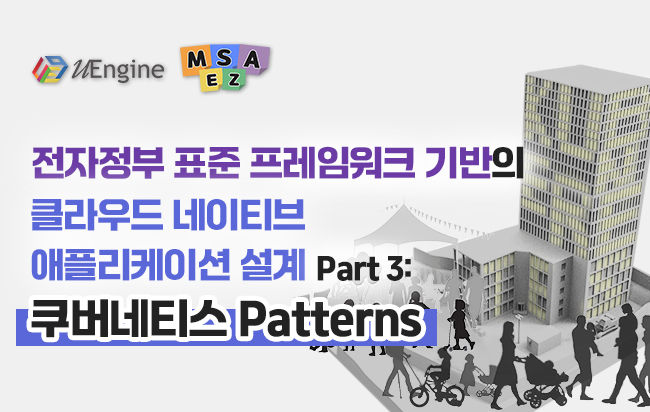 uEngine
MSA
EZ
전자정부 표준 프레임워크 기반의
클라우드 네이티브
애플리케이션 설계 Part 3:
쿠버네티스 Patterns